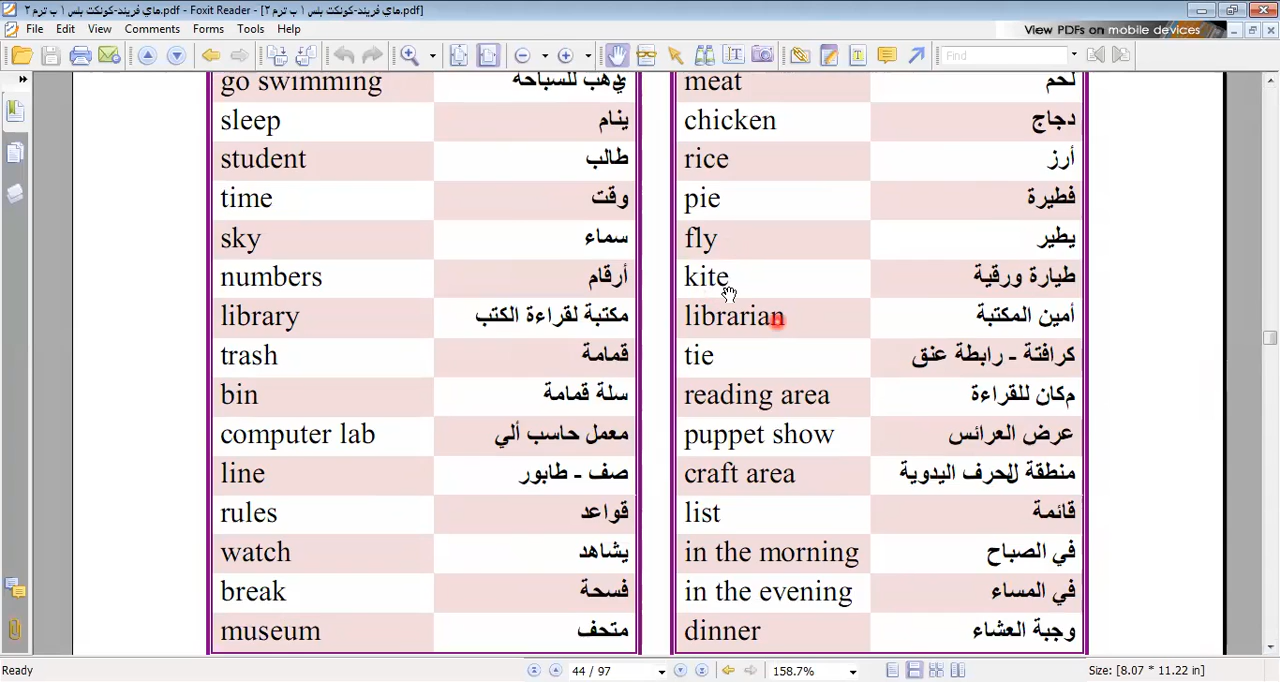 هاي فريند-كونكت بلس ١ ب ترم ٢.pdf - Foxit Reader - [هاي فريند-كونكت بلس ١ ب ترم ٢.pdf]
File Edit View Comments Forms Tools Help
View PDFs on mobile devices
Find
go swimming يذهب للسباحة meat لحم
sleep ينام chicken دجاج
student طالب rice أرز
time وقت pie فطيرة
sky سماء fly يطير
numbers أرقام kite طيارة ورقية
library مكتبة لقراءة الكتب librarian أمين المكتبة
trash قمامة tie كرافتة - رابطة عنق
bin سلة قمامة reading area مكان للقراءة
computer lab معمل حاسب ألي puppet show عرض العرائس
line صف - طابور craft area منطقة للحرف اليدوية
rules قواعد list قائمة
watch يشاهد in the morning في الصباح
break فسحة in the evening في المساء
museum متحف dinner وجبة العشاء
Ready 44 / 97 158.7% Size: [8.07 * 11.22 in]